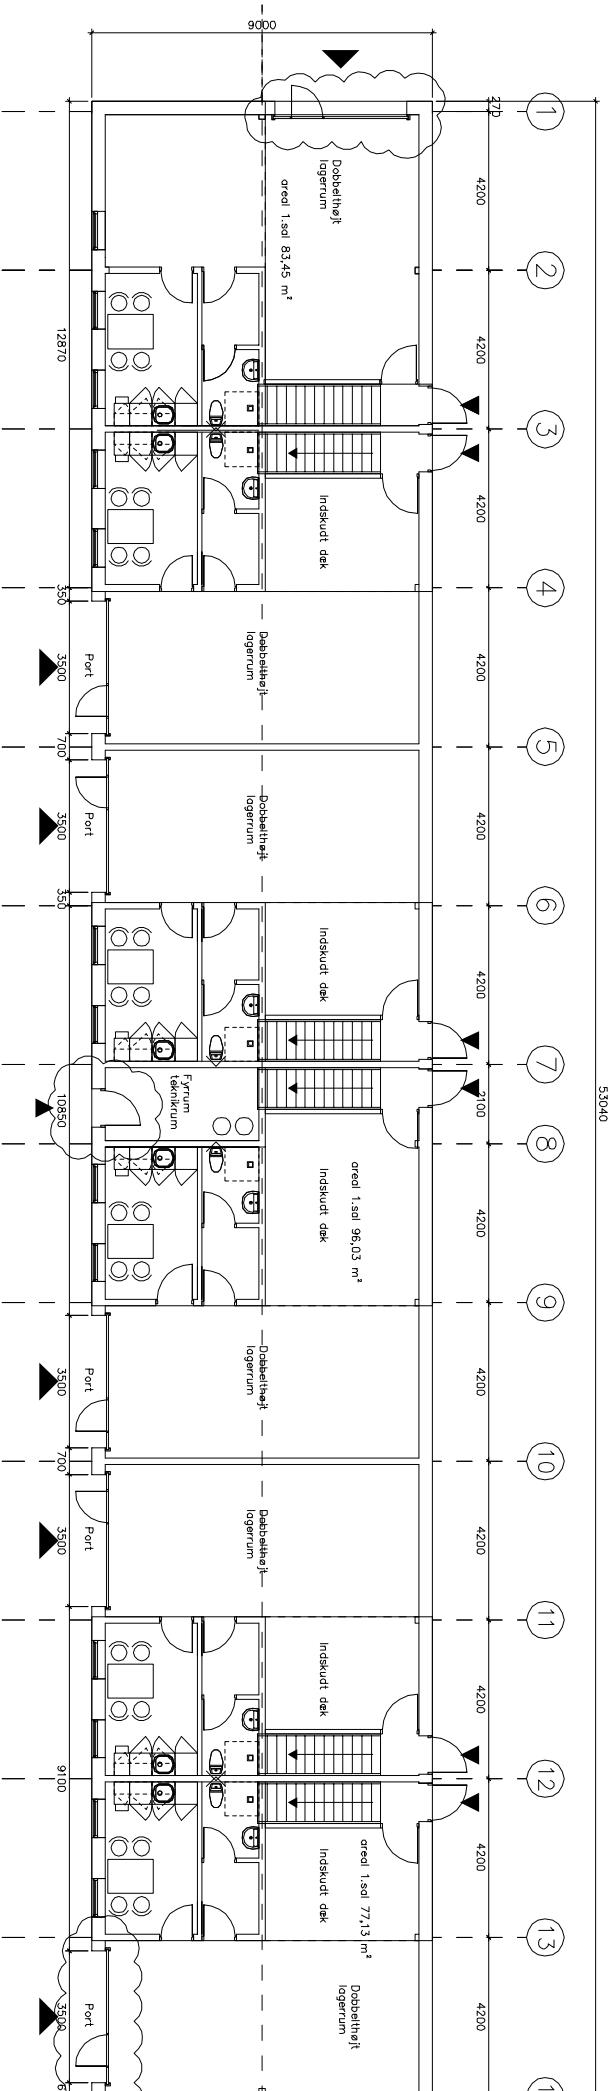 9000
270
1
4200
Dobbelthøjt
lagerrum
areal 1.sal 83,45 m²
2
4200
12870
3
4200
Indskudt dæk
4
350
4200
Dobbelthøjt
lagerrum
Port
3500
5
700
4200
Dobbelthøjt
lagerrum
Port
3500
6
350
4200
Indskudt dæk
7
2100
Fyrrum
teknikrum
10850
53040
8
4200
areal 1.sal 96,03 m²
Indskudt dæk
9
4200
Dobbelthøjt
lagerrum
Port
3500
10
700
4200
Dobbelthøjt
lagerrum
Port
3500
11
4200
Indskudt dæk
12
9100
4200
areal 1.sal 77,13 m²
Indskudt dæk
13
4200
Dobbelthøjt
lagerrum
Port
3500